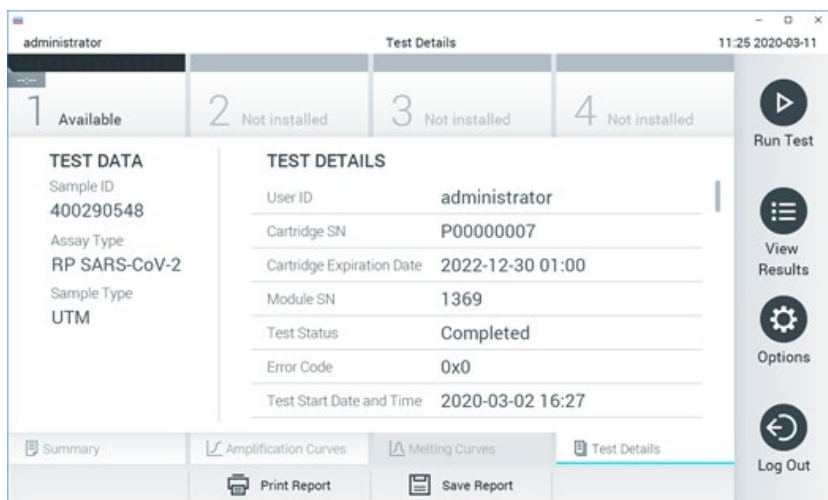 administrator
Test Details
11:25 2020-03-11
--:--
1 Available
2 Not installed
3 Not installed
4 Not installed
Run Test
View
Results
Options
Log Out
TEST DATA
Sample ID
400290548
Assay Type
RP SARS-CoV-2
Sample Type
UTM
TEST DETAILS
User ID administrator
Cartridge SN P00000007
Cartridge Expiration Date 2022-12-30 01:00
Module SN 1369
Test Status Completed
Error Code 0x0
Test Start Date and Time 2020-03-02 16:27
Summary
Amplification Curves
Melting Curves
Test Details
Print Report
Save Report